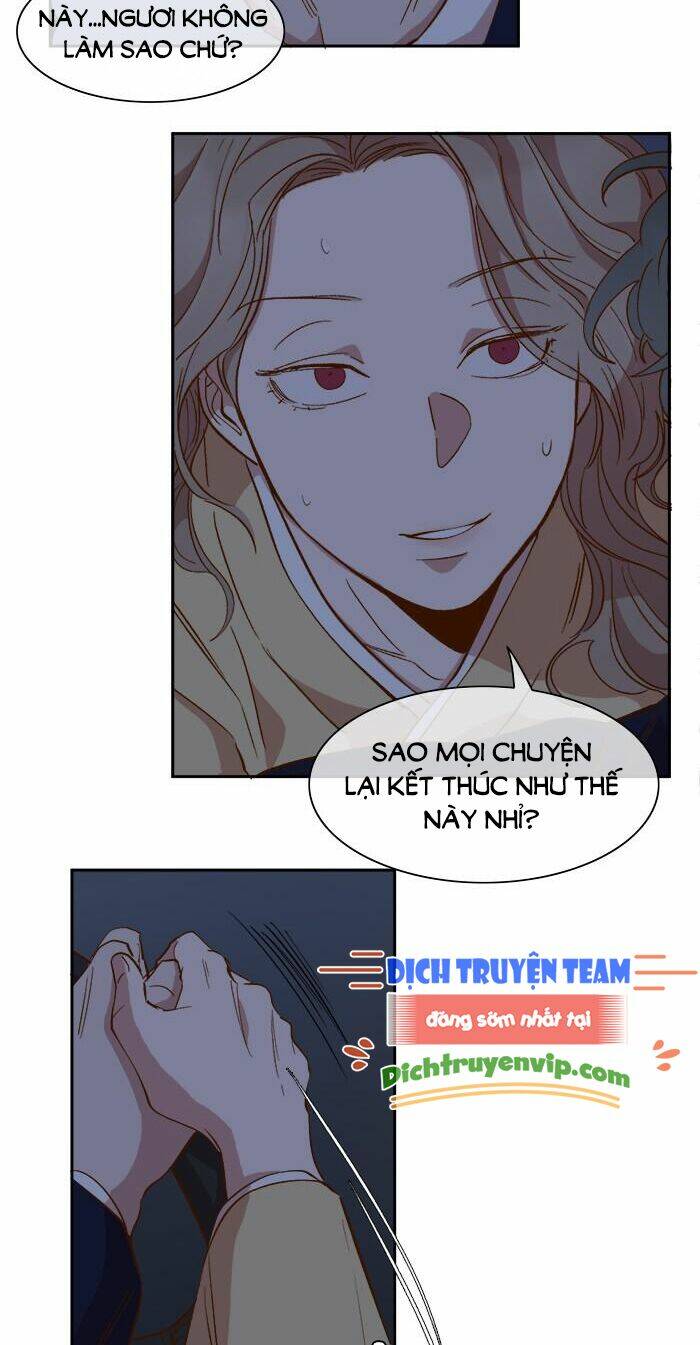 NÀY...NGƯƠI KHÔNG
LÀM SAO CHỨ?
SAO MỌI CHUYỆN
LẠI KẾT THÚC NHƯ THẾ
NÀY NHỈ?
DỊCH TRUYỆN TEAM
đăng sớm nhất tại
Dichtruyenvip.com